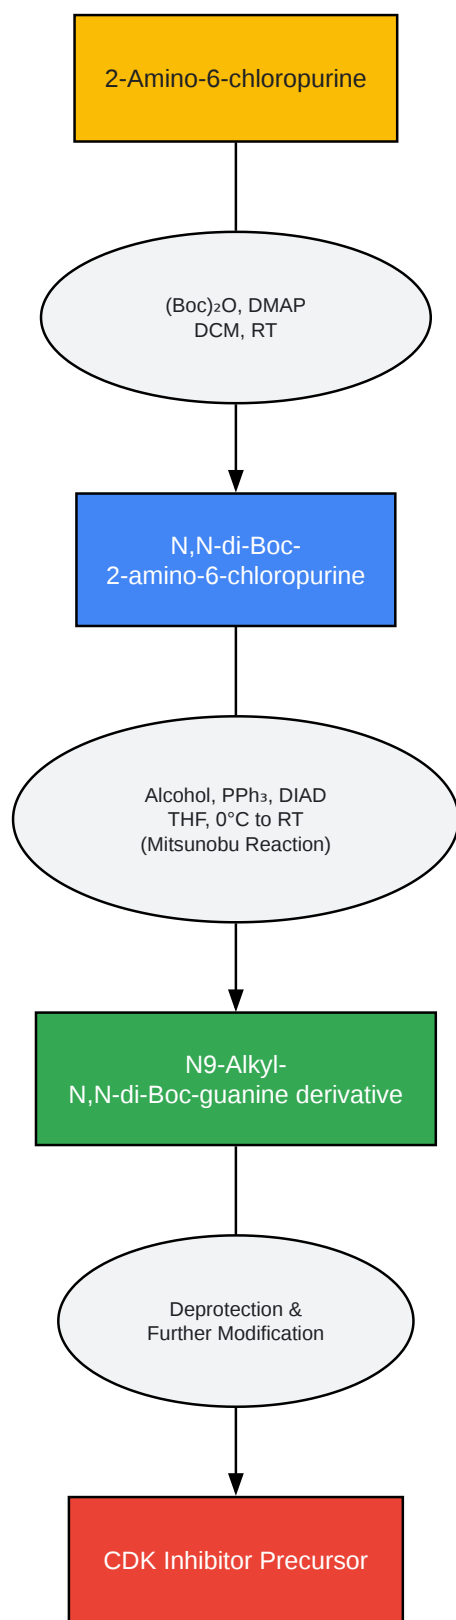 2-Amino-6-chloropurine
(Boc)₂O, DMAP
DCM, RT
N,N-di-Boc-
2-amino-6-chloropurine
Alcohol, PPh₃, DIAD
THF, 0°C to RT
(Mitsunobu Reaction)
N9-Alkyl-
N,N-di-Boc-guanine derivative
Deprotection &
Further Modification
CDK Inhibitor Precursor